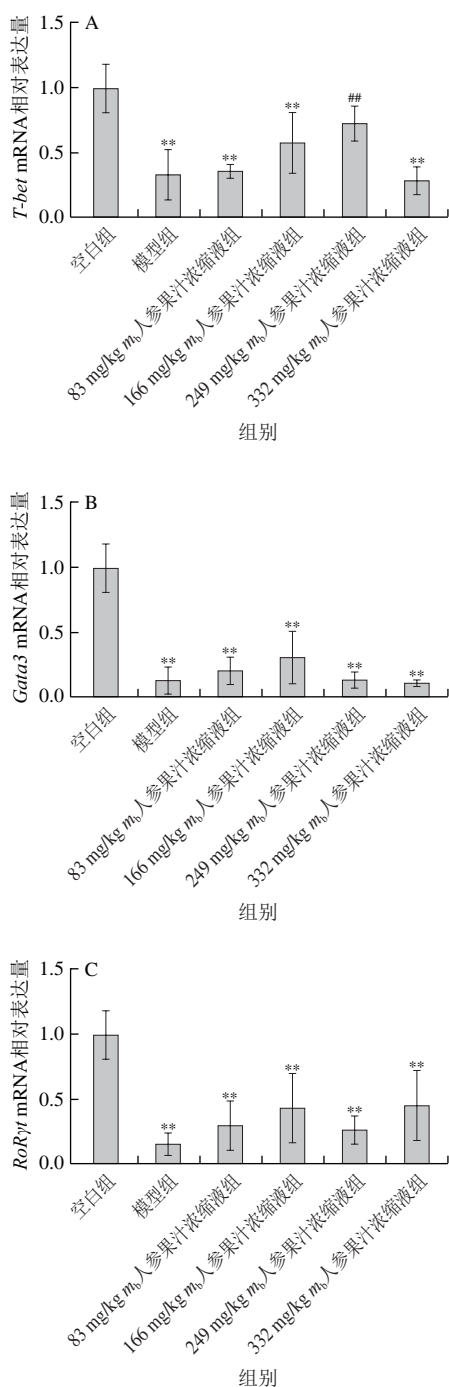 A
T-bet mRNA相对表达量
1.5
1.0
0.5
0.0
**
**
**
##
**
空白组
模型组
83 mg/kg mb人参果汁浓缩液组
166 mg/kg mb人参果汁浓缩液组
249 mg/kg mb人参果汁浓缩液组
332 mg/kg mb人参果汁浓缩液组
组别
B
Gata3 mRNA相对表达量
1.5
1.0
0.5
0.0
**
**
**
**
**
空白组
模型组
83 mg/kg mb人参果汁浓缩液组
166 mg/kg mb人参果汁浓缩液组
249 mg/kg mb人参果汁浓缩液组
332 mg/kg mb人参果汁浓缩液组
组别
C
RoRγt mRNA相对表达量
1.5
1.0
0.5
0.0
**
**
**
**
**
空白组
模型组
83 mg/kg mb人参果汁浓缩液组
166 mg/kg mb人参果汁浓缩液组
249 mg/kg mb人参果汁浓缩液组
332 mg/kg mb人参果汁浓缩液组
组别